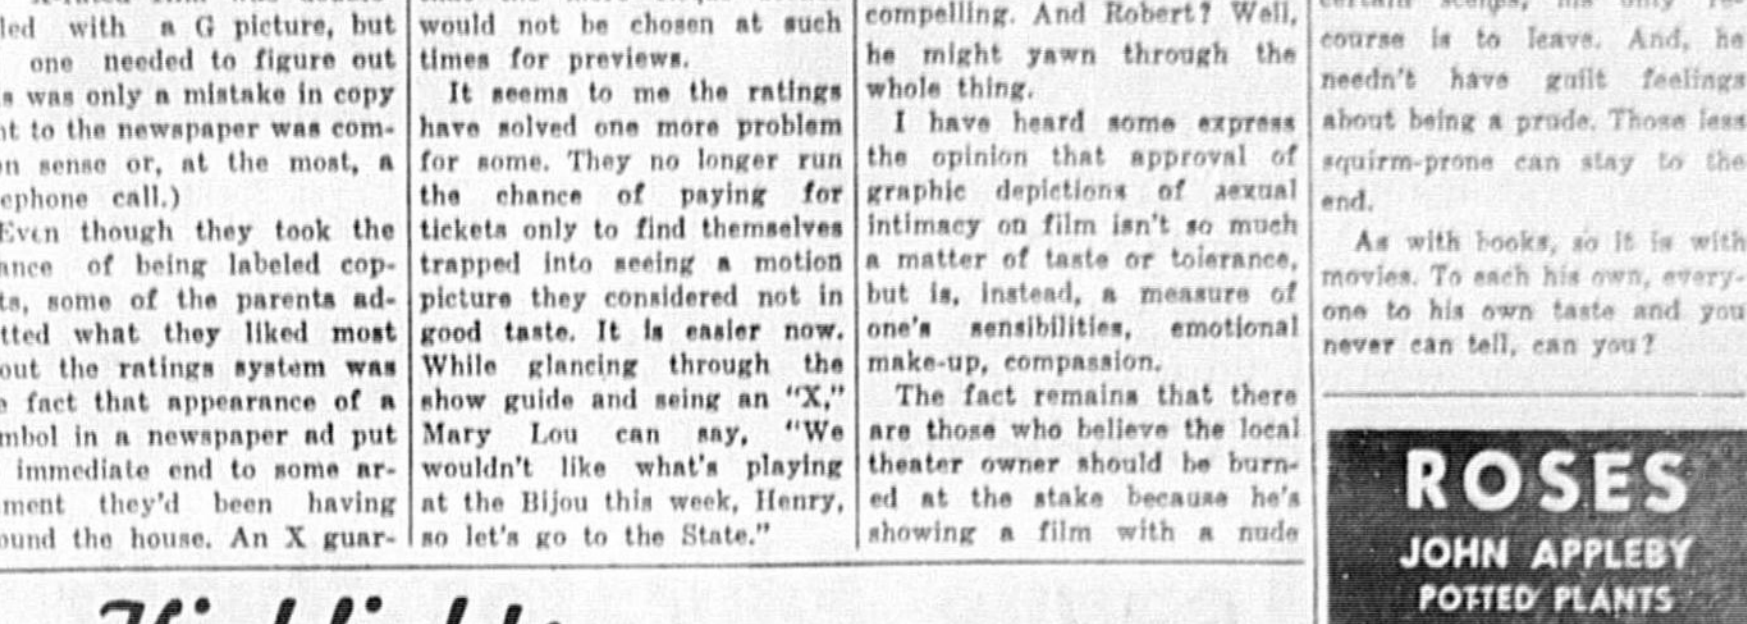 led with a G picture, but
one needed to figure out
s was only a mistake in copy
nt to the newspaper was com-
on sense or, at the most, a
ephone call.)
Even though they took the
ance of being labeled cop-
ts, some of the parents ad-
tted what they liked most
out the ratings system was
e fact that appearance of a
mbol in a newspaper ad put
immediate end to some ar-
ment they'd been having
ound the house. An X guar-
would not be chosen at such
times for previews.
It seems to me the ratings
have solved one more problem
for some. They no longer run
the chance of paying for
tickets only to find themselves
trapped into seeing a motion
picture they considered not in
good taste. It is easier now.
While glancing through the
show guide and seing an "X,"
Mary Lou can say, "We
wouldn't like what's playing
at the Bijou this week, Henry,
so let's go to the State."
compelling. And Robert? Well,
he might yawn through the
whole thing.
I have heard some express
the opinion that approval of
graphic depictions of sexual
intimacy on film isn't so much
a matter of taste or tolerance,
but is, instead, a measure of
one's sensibilities, emotional
make-up, compassion.
The fact remains that there
are those who believe the local
theater owner should be burn-
ed at the stake because he's
showing a film with a nude
course is to leave. And, he
needn't have guilt feelings
about being a prude. Those less
squirm-prone can stay to the
end.
As with books, so it is with
movies. To each his own, every-
one to his own taste and you
never can tell, can you?
ROSES
JOHN APPLEBY
POTTED PLANTS